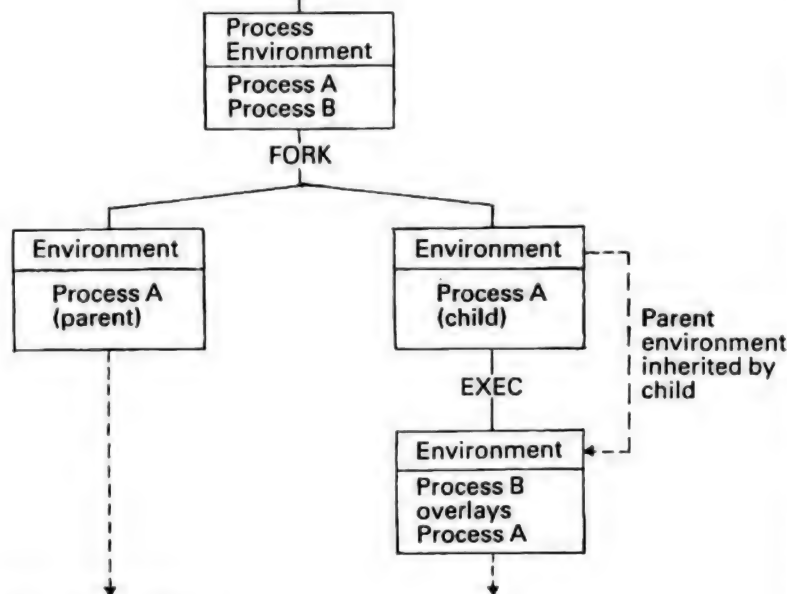 Process
Environment
Process A
Process B
FORK
Environment
Process A
(parent)
Environment
Process A
(child)
Parent
environment
inherited by
child
EXEC
Environment
Process B
overlays
Process A